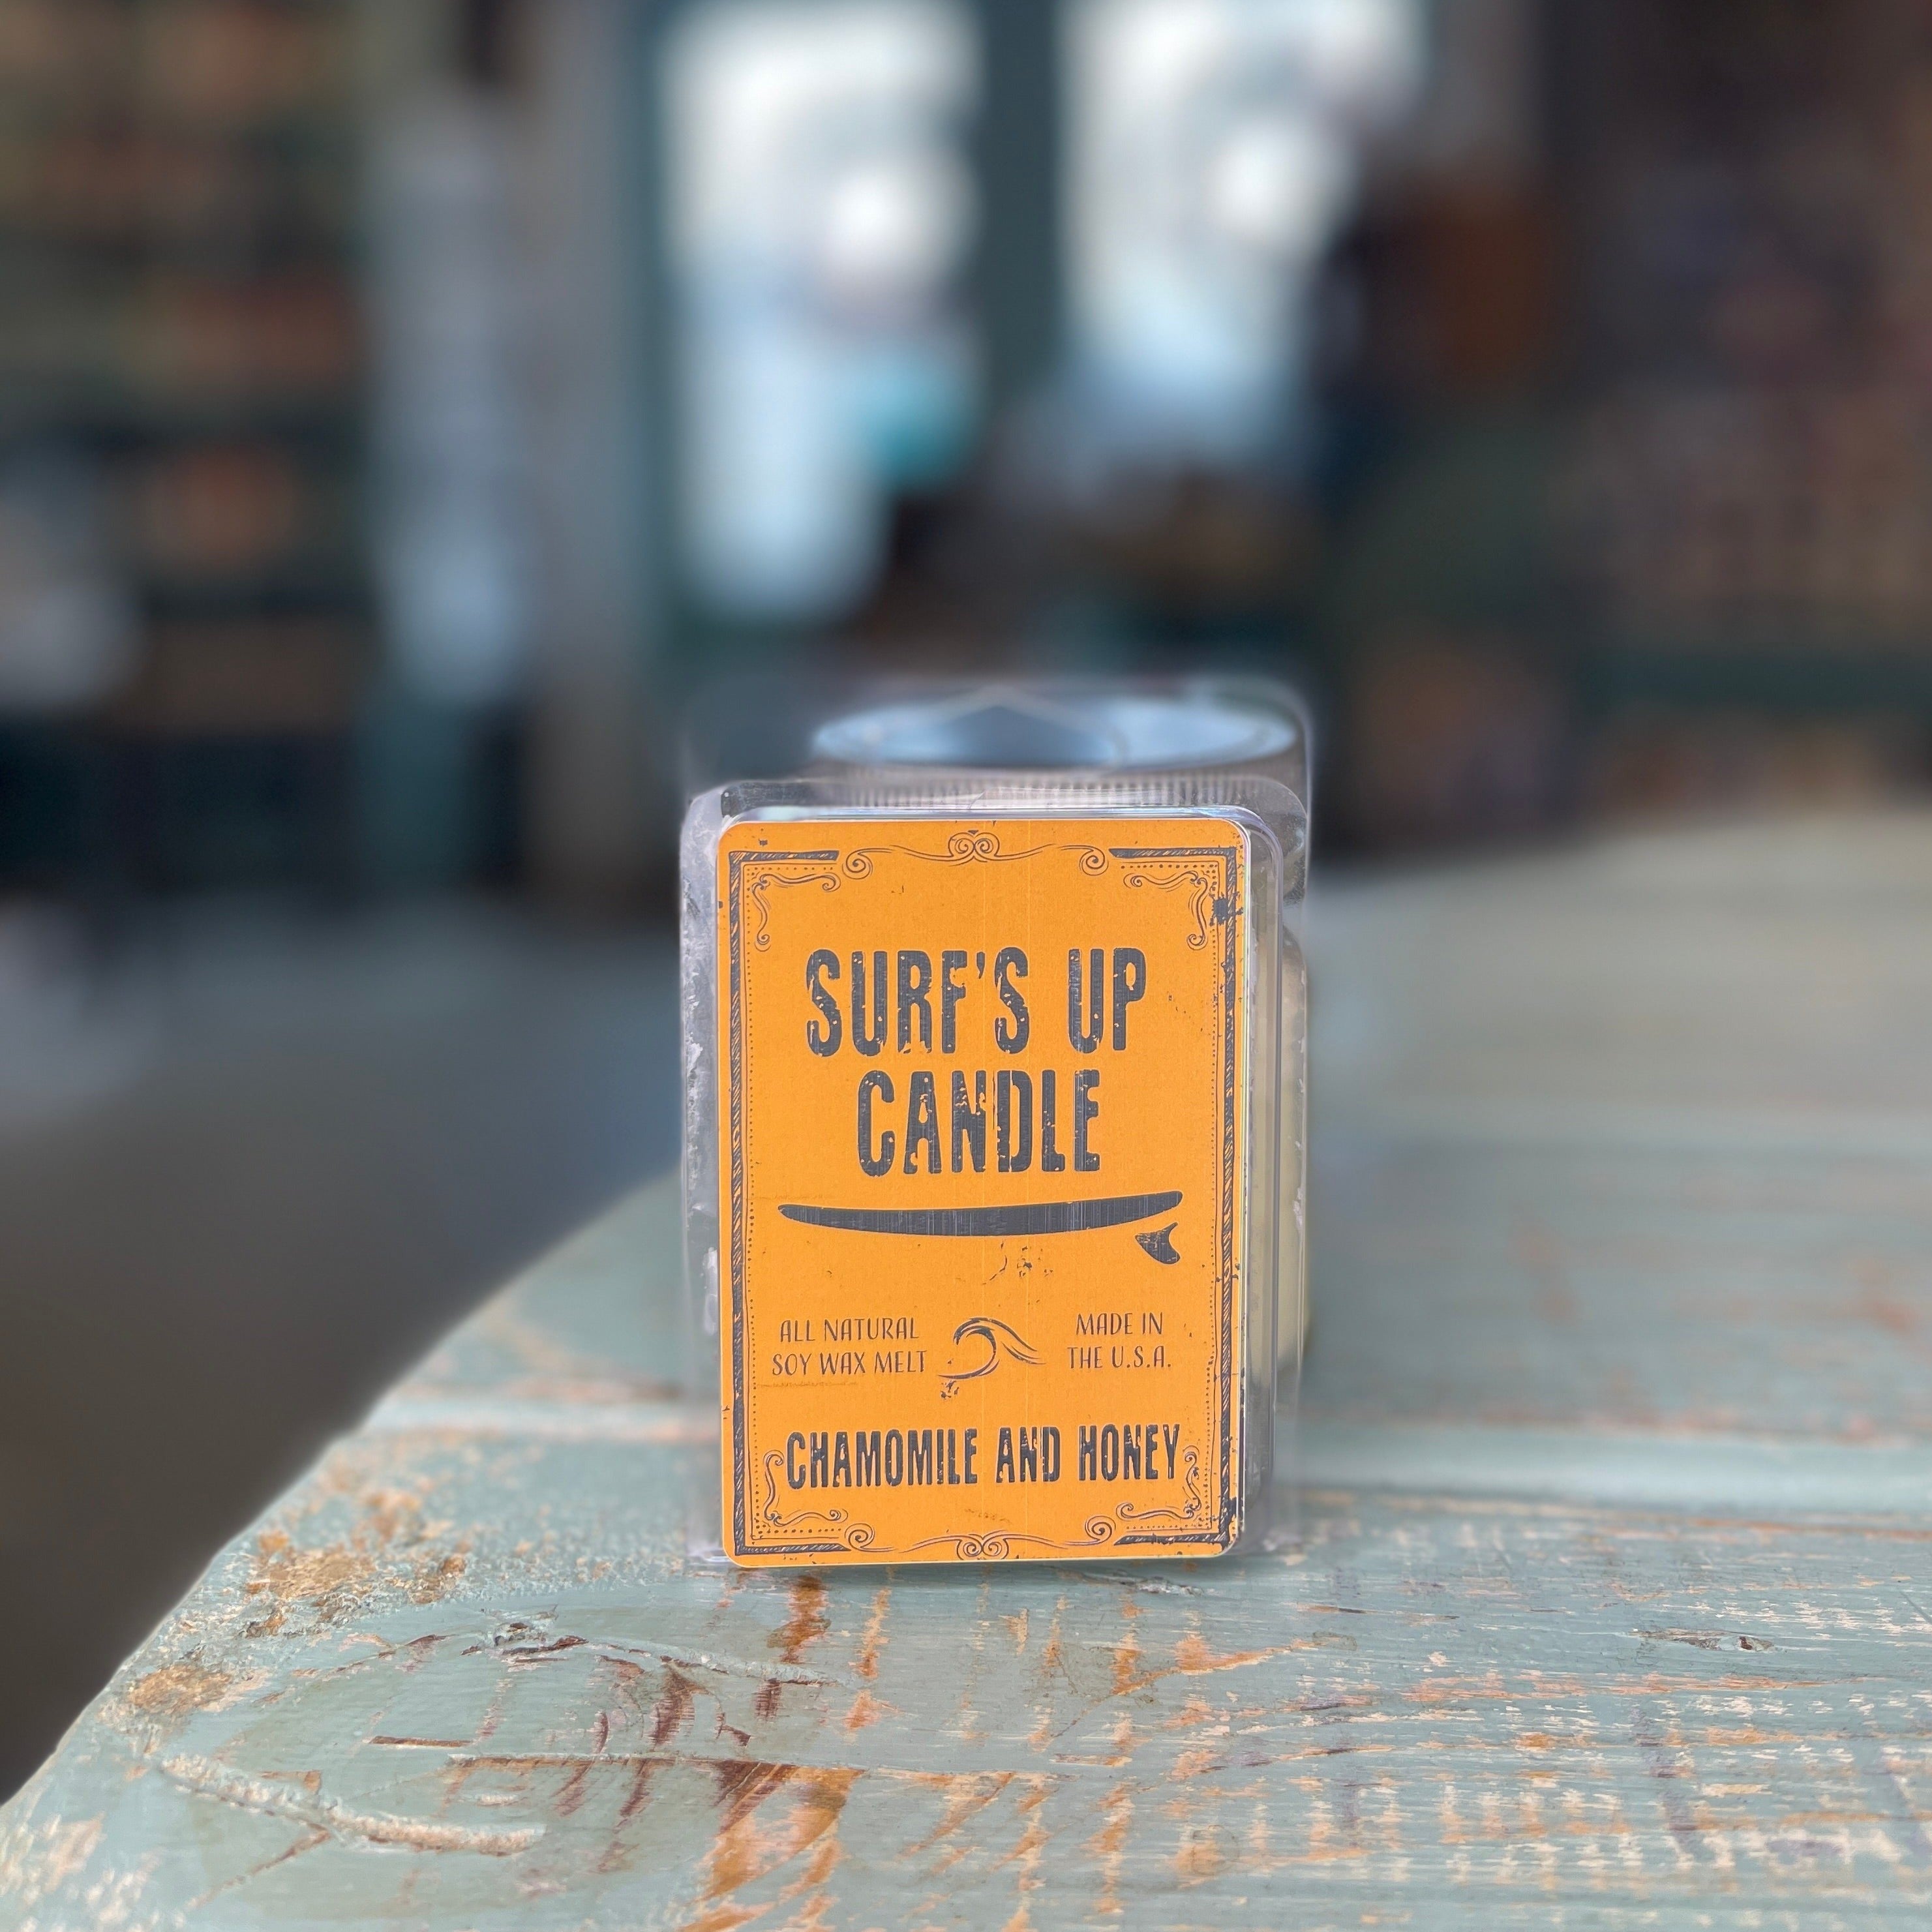 SURF'S UP
CANDLE
ALL NATURAL
SOY WAX MELT
MADE IN
THE U.S.A.
CHAMOMILE AND HONEY